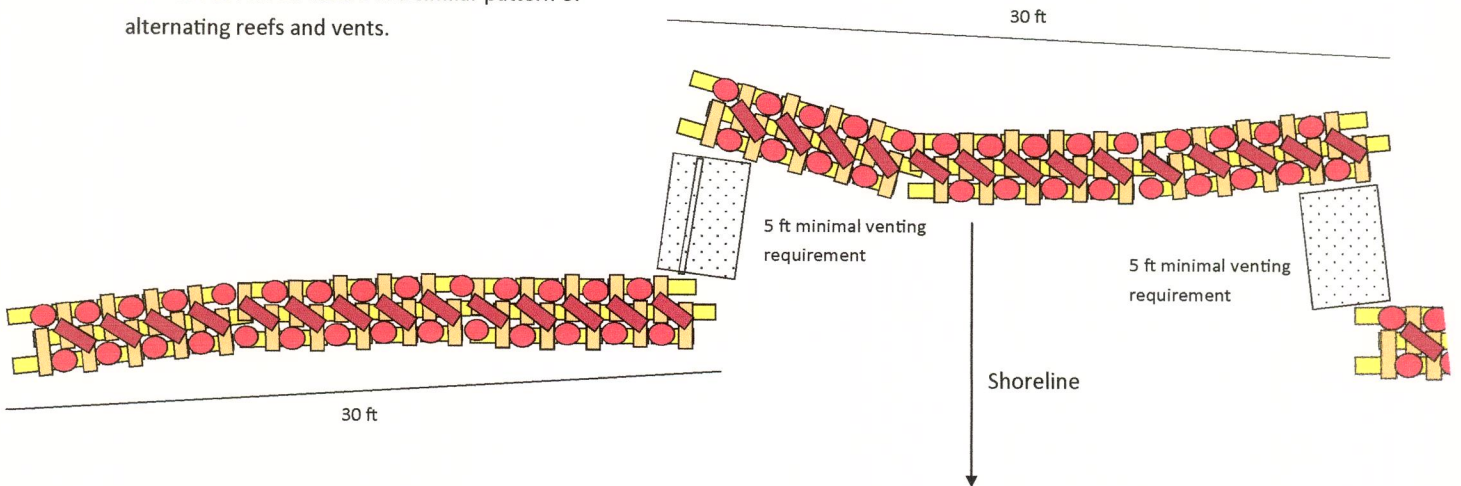 alternating reefs and vents.
30 ft
5 ft minimal venting
requirement
5 ft minimal venting
requirement
Shoreline
30 ft